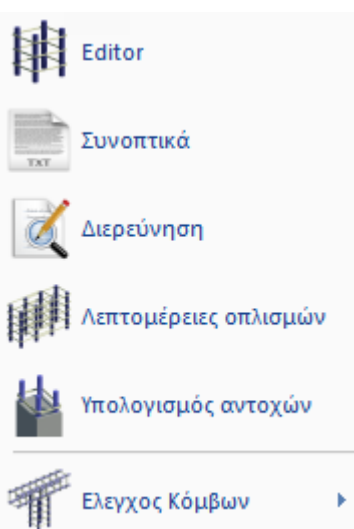 Editor
Συνοπτικά
TXT
Διερεύνηση
Λεπτομέρειες οπλισμών
Υπολογισμός αντοχών
Ελεγχος Κόμβων